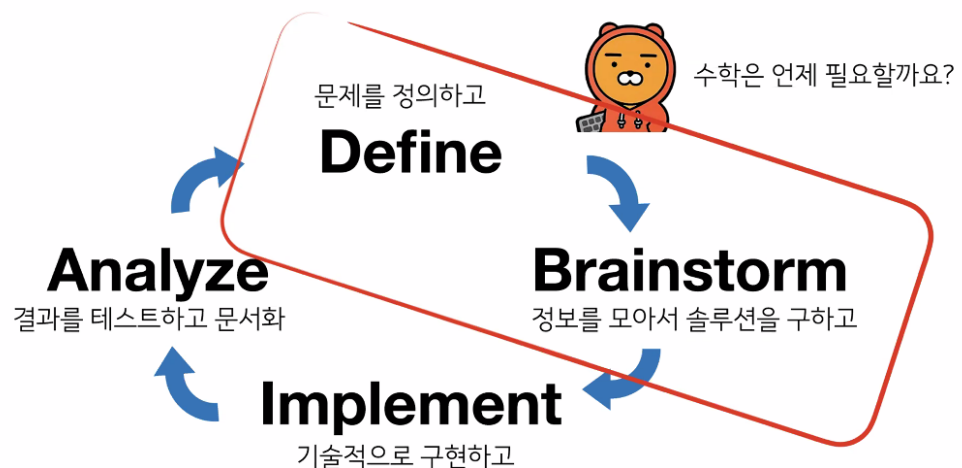 수학은 언제 필요할까요?
문제를 정의하고
Define
Brainstorm
정보를 모아서 솔루션을 구하고
Implement
기술적으로 구현하고
Analyze
결과를 테스트하고 문서화